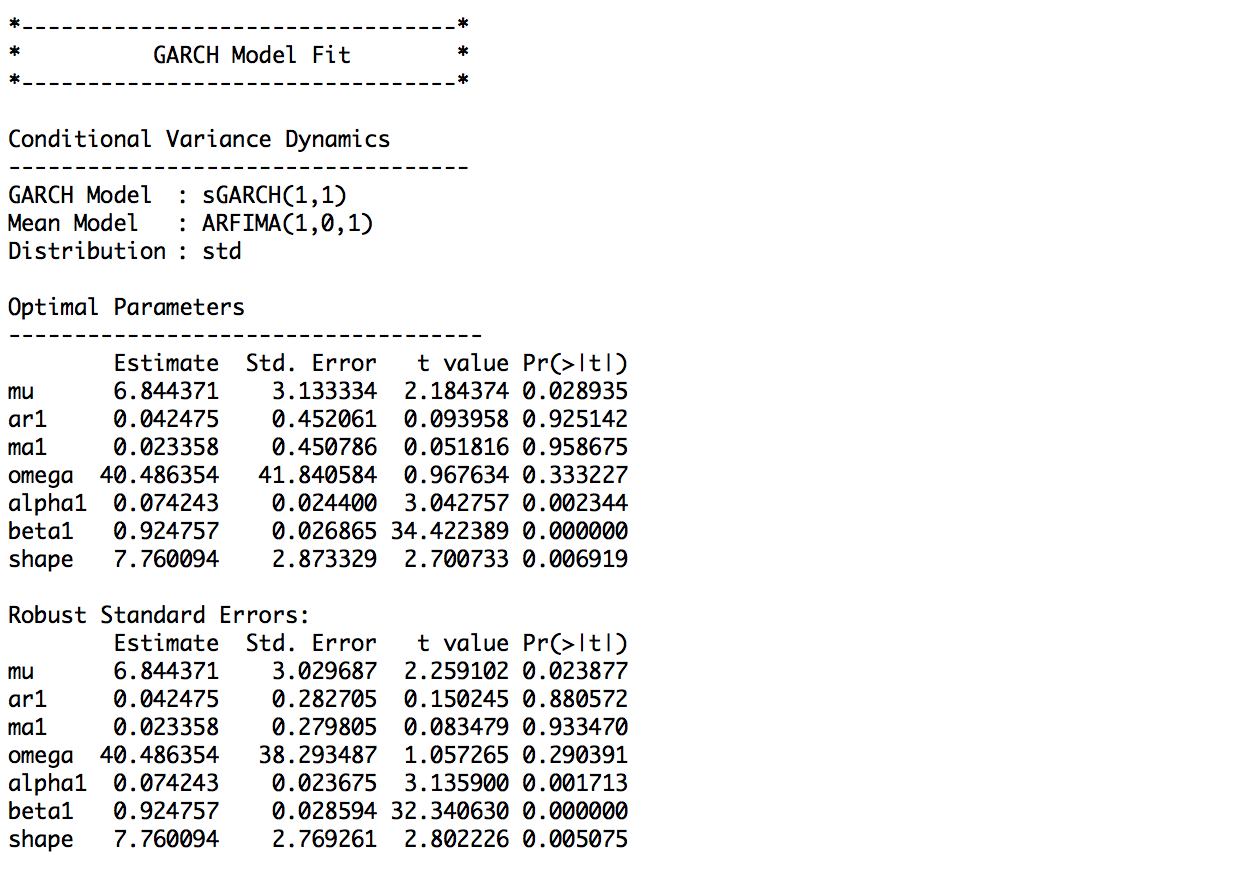 *---------------------------------*
*          GARCH Model Fit        *
*---------------------------------*

Conditional Variance Dynamics
-----------------------------------
GARCH Model  : sGARCH(1,1)
Mean Model   : ARFIMA(1,0,1)
Distribution : std

Optimal Parameters
------------------------------------
        Estimate  Std. Error   t value Pr(>|t|)
mu      6.844371    3.133334  2.184374 0.028935
ar1     0.042475    0.452061  0.093958 0.925142
ma1     0.023358    0.450786  0.051816 0.958675
omega  40.486354   41.840584  0.967634 0.333227
alpha1  0.074243    0.024400  3.042757 0.002344
beta1   0.924757    0.026865 34.422389 0.000000
shape   7.760094    2.873329  2.700733 0.006919

Robust Standard Errors:
        Estimate  Std. Error   t value Pr(>|t|)
mu      6.844371    3.029687  2.259102 0.023877
ar1     0.042475    0.282705  0.150245 0.880572
ma1     0.023358    0.279805  0.083479 0.933470
omega  40.486354   38.293487  1.057265 0.290391
alpha1  0.074243    0.023675  3.135900 0.001713
beta1   0.924757    0.028594 32.340630 0.000000
shape   7.760094    2.769261  2.802226 0.005075